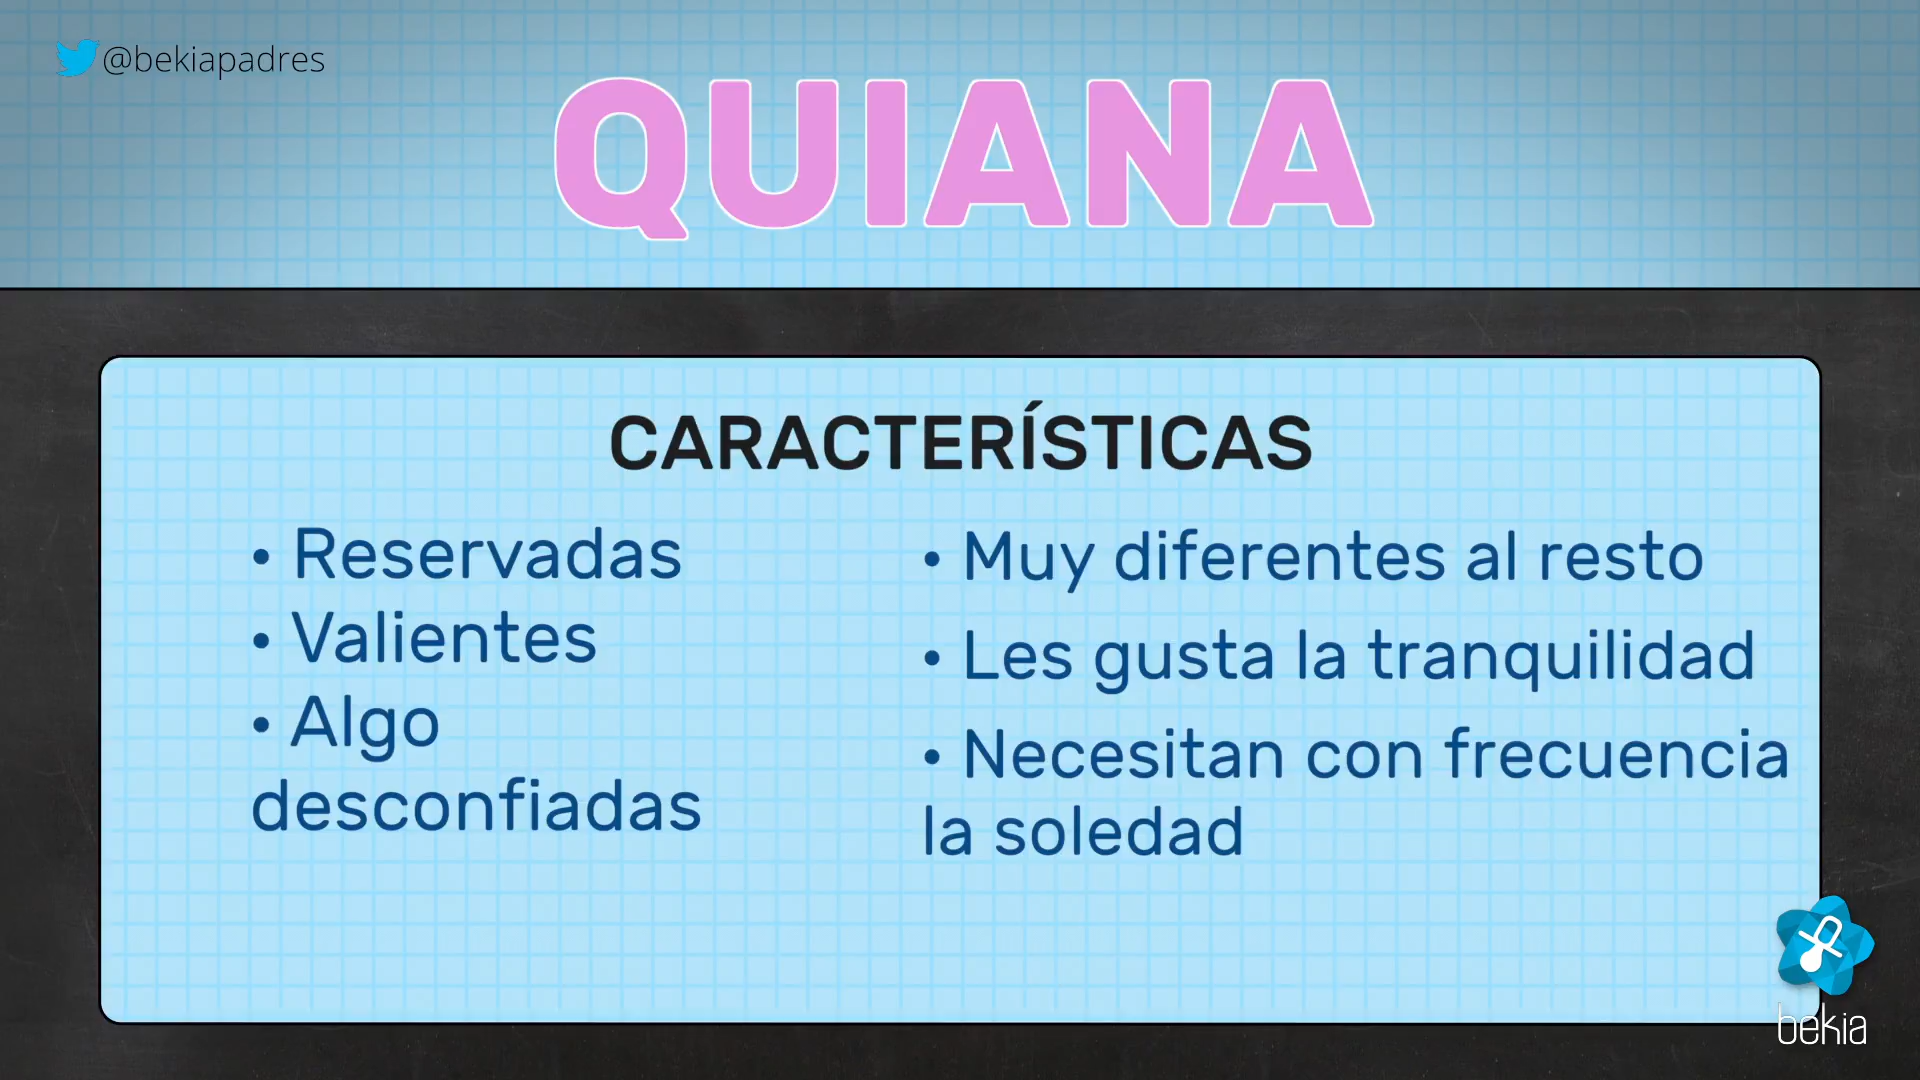 @bekiapadres
QUIANA
CARACTERÍSTICAS
• Reservadas
• Valientes
• Algo
desconfiadas
• Muy diferentes al resto
• Les gusta la tranquilidad
• Necesitan con frecuencia
la soledad
bekia